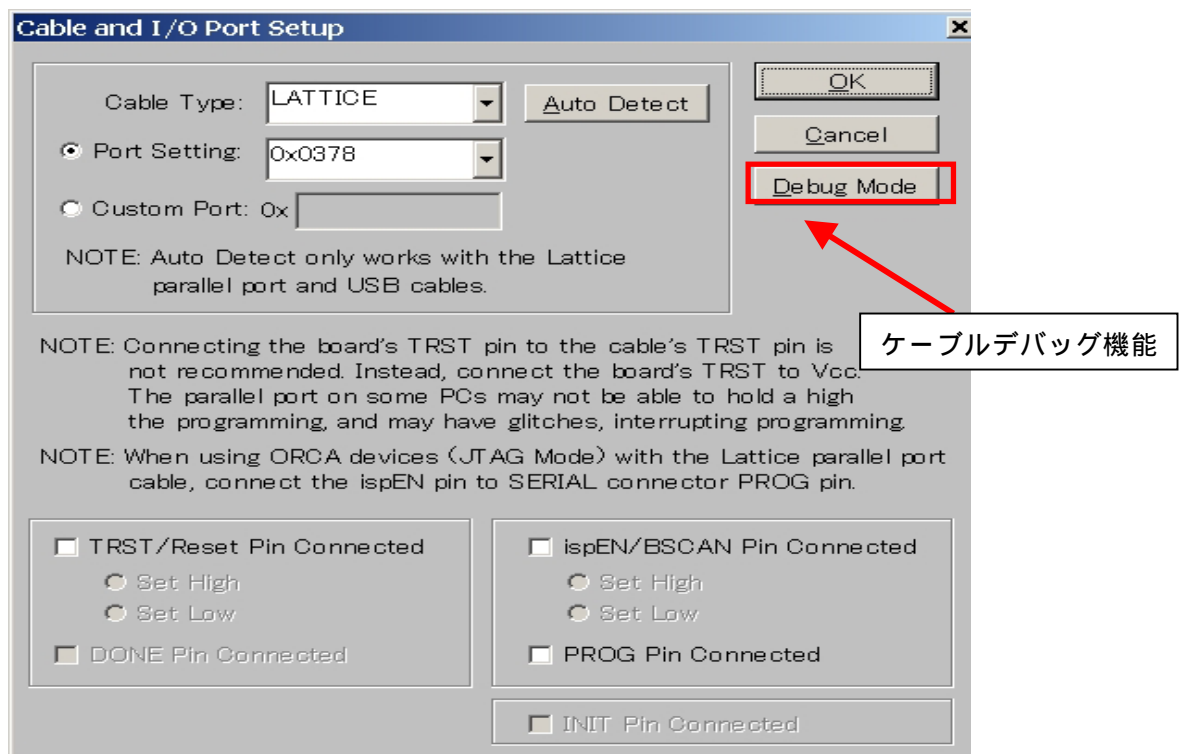 Cable and I/O Port Setup
Cable Type: LATTICE Auto Detect
Port Setting: 0x0378
Custom Port: 0x
NOTE: Auto Detect only works with the Lattice
parallel port and USB cables.
OK
Cancel
Debug Mode
ケーブルデバッグ機能
NOTE: Connecting the board's TRST pin to the cable's TRST pin is
not recommended. Instead, connect the board's TRST to Vcc.
The parallel port on some PCs may not be able to hold a high
the programming, and may have glitches, interrupting programming.
NOTE: When using ORCA devices (JTAG Mode) with the Lattice parallel port
cable, connect the ispEN pin to SERIAL connector PROG pin.
TRST/Reset Pin Connected
Set High
Set Low
DONE Pin Connected
ispEN/BSCAN Pin Connected
Set High
Set Low
PROG Pin Connected
INIT Pin Connected